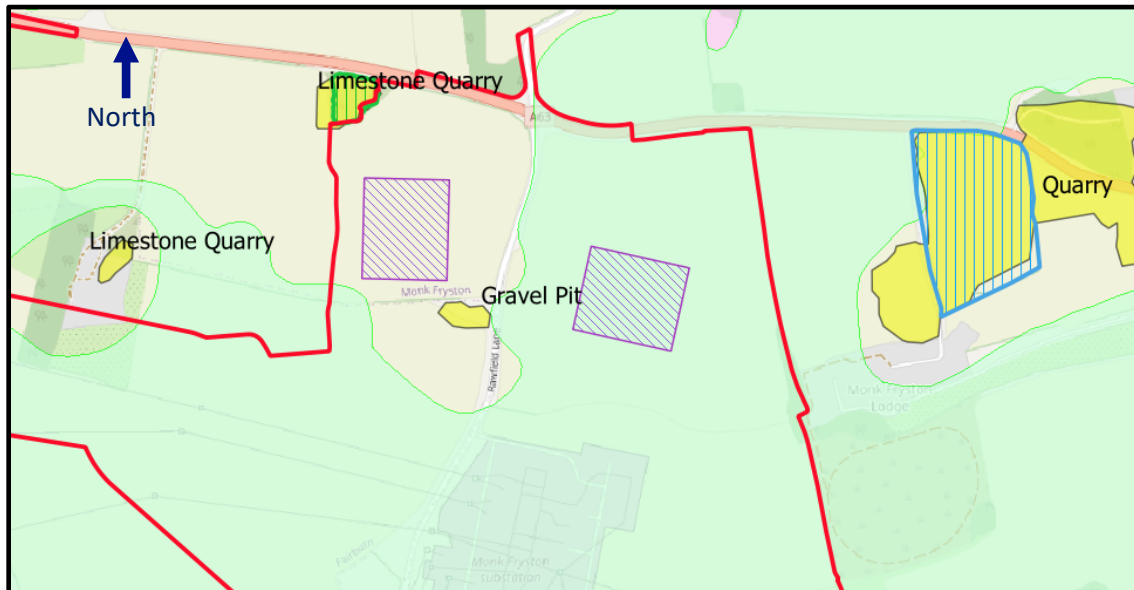 North
Limestone Quarry
A63
Quarry
Limestone Quarry
Monk Fryston
Gravel Pit
Rawfield Lane
Monk Fryston
Lodge
Fairburn
Monk Fryston
substation